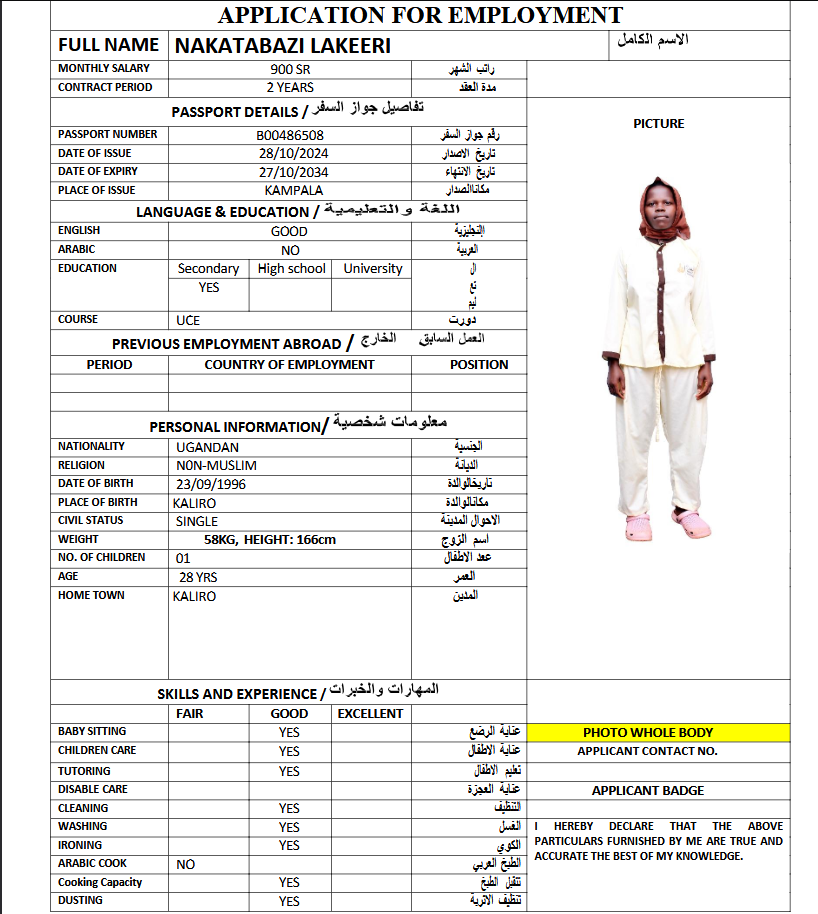 APPLICATION FOR EMPLOYMENT
FULL NAME NAKATABAZI LAKEERI الاسم الكامل
MONTHLY SALARY 900 SR راتب الشهر
CONTRACT PERIOD 2 YEARS مدة العقد
PASSPORT DETAILS / تفاصيل جواز السفر
PICTURE
PASSPORT NUMBER B00486508 رقم جواز السفر
DATE OF ISSUE 28/10/2024 تاريخ الاصدار
DATE OF EXPIRY 27/10/2034 تاريخ الانتهاء
PLACE OF ISSUE KAMPALA مكاناالصدار
LANGUAGE & EDUCATION / اللغة والتعليمية
ENGLISH GOOD
ARABIC NO العربية
EDUCATION Secondary High school University ال
YES تع
ليم
COURSE UCE دورت
PREVIOUS EMPLOYMENT ABROAD / الخارج العمل السابق
PERIOD COUNTRY OF EMPLOYMENT POSITION
PERSONAL INFORMATION/ معلومات شخصية
NATIONALITY UGANDAN الجنسية
RELIGION N0N-MUSLIM الديانة
DATE OF BIRTH 23/09/1996 تاريخالوالدة
PLACE OF BIRTH KALIRO مكانالوالدة
CIVIL STATUS SINGLE الاحوال المدينة
WEIGHT 58KG, HEIGHT: 166cm اسم الزوج
NO. OF CHILDREN 01 عدد الاطفال
AGE 28 YRS العمر
HOME TOWN KALIRO المدين
SKILLS AND EXPERIENCE / المهارات والخبرات
FAIR GOOD EXCELLENT
BABY SITTING YES عناية الرضع PHOTO WHOLE BODY
CHILDREN CARE YES عناية الاطفال APPLICANT CONTACT NO.
TUTORING YES تعليم الاطفال
DISABLE CARE عناية العجزة APPLICANT BADGE
CLEANING YES التنظيف
WASHING YES الغسل
I HEREBY DECLARE THAT THE ABOVE
PARTICULARS FURNISHED BY ME ARE TRUE AND
ACCURATE THE BEST OF MY KNOWLEDGE.
IRONING YES الكوي
ARABIC COOK NO الطبخ العربي
Cooking Capacity YES تتقبل الطبخ
DUSTING YES تنظيف الاتربة